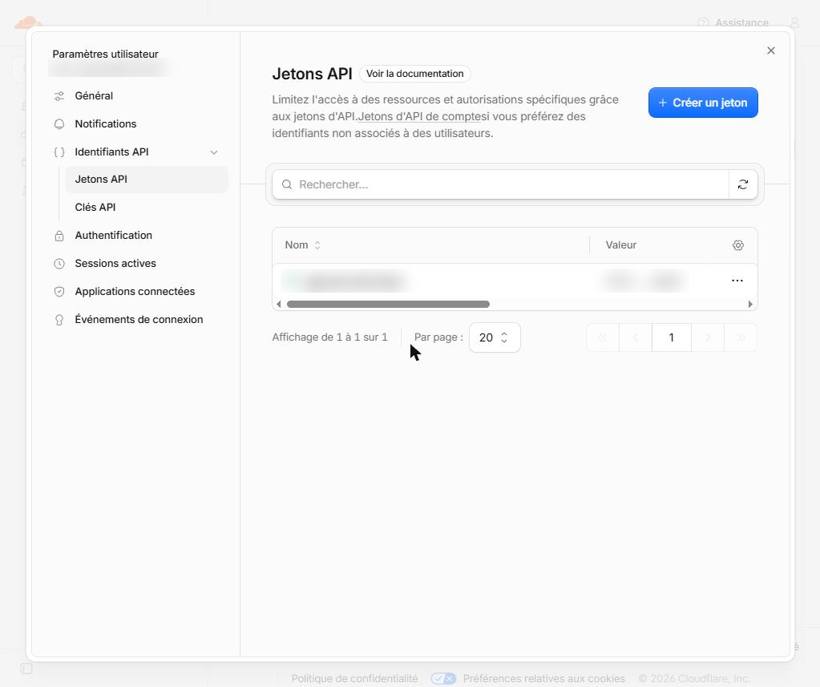 Assistance
Paramètres utilisateur
Général
Notifications
Identifiants API
Jetons API
Clés API
Authentification
Sessions actives
Applications connectées
Événements de connexion
Jetons API
Voir la documentation
Limitez l'accès à des ressources et autorisations spécifiques grâce
aux jetons d'API.Jetons d'API de comptesi vous préférez des
identifiants non associés à des utilisateurs.
+ Créer un jeton
Rechercher...
Nom
Valeur
Affichage de 1 à 1 sur 1
Par page :
20
1
Politique de confidentialité
Préférences relatives aux cookies
© 2026 Cloudflare, Inc.